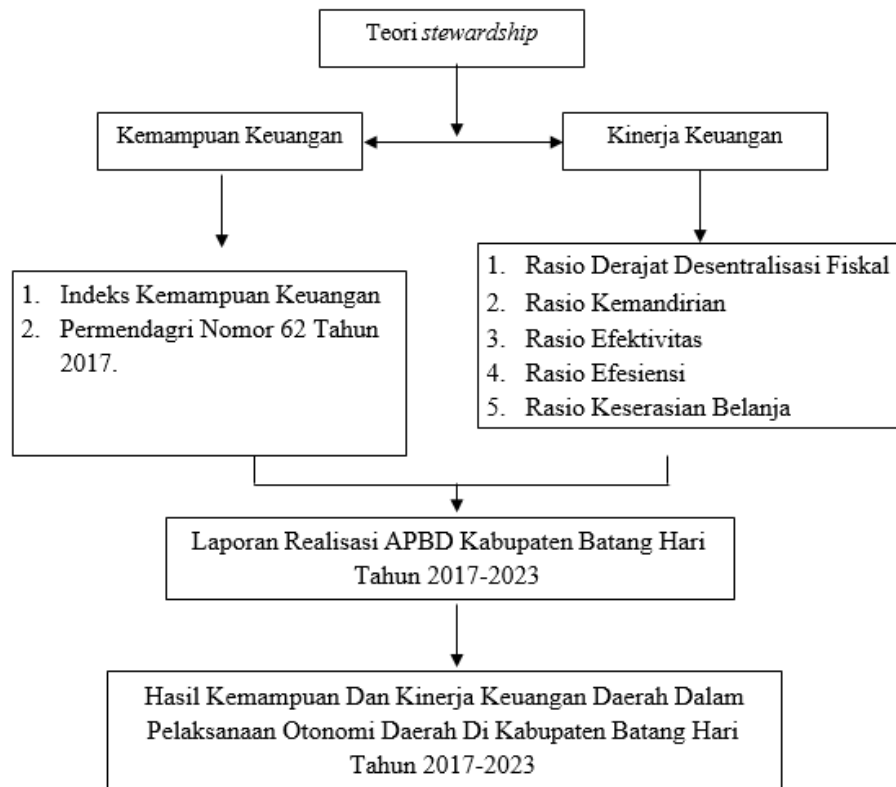 Teori stewardship
Kemampuan Keuangan
Kinerja Keuangan
1. Indeks Kemampuan Keuangan
2. Permendagri Nomor 62 Tahun
2017.
1. Rasio Derajat Desentralisasi Fiskal
2. Rasio Kemandirian
3. Rasio Efektivitas
4. Rasio Efesiensi
5. Rasio Keserasian Belanja
Laporan Realisasi APBD Kabupaten Batang Hari
Tahun 2017-2023
Hasil Kemampuan Dan Kinerja Keuangan Daerah Dalam
Pelaksanaan Otonomi Daerah Di Kabupaten Batang Hari
Tahun 2017-2023